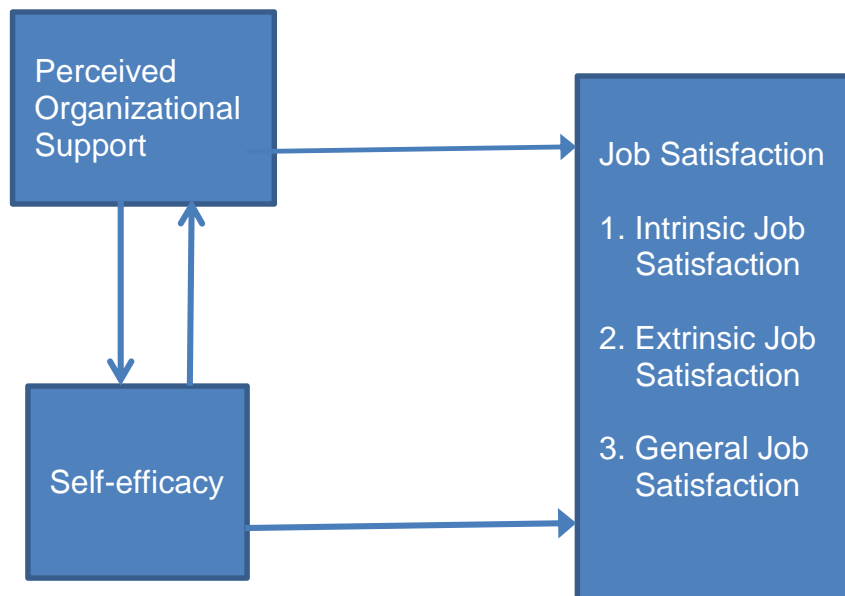 Perceived
Organizational
Support
Job Satisfaction
1. Intrinsic Job
Satisfaction
2. Extrinsic Job
Satisfaction
3. General Job
Satisfaction
Self-efficacy